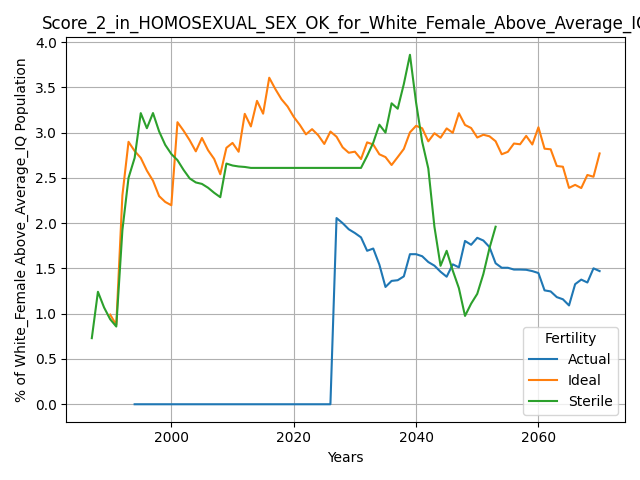 Score_2_in_HOMOSEXUAL_SEX_OK_for_White_Female_Above_Average_IQ
4.0
3.5
3.0
2.5
2.0
1.5
1.0
0.5
0.0
% of White_Female Above_Average_IQ Population
2000
2020
2040
2060
Years
Fertility
Actual
Ideal
Sterile